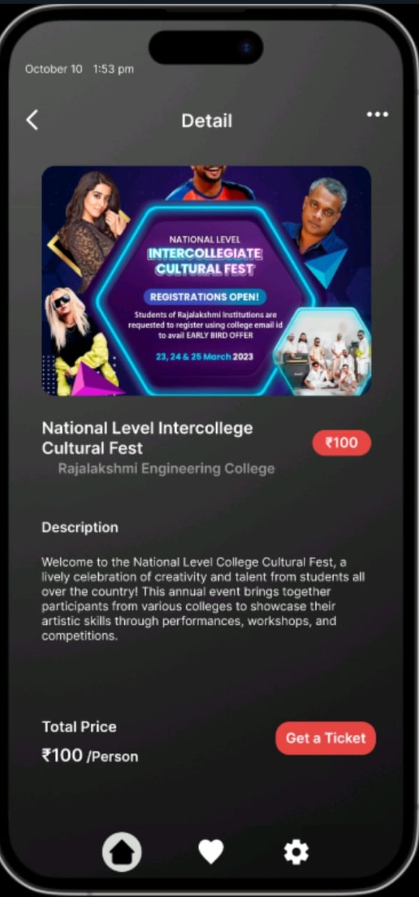 October 10 1:53 pm
Detail
NATIONAL LEVEL
INTERCOLLEGIATE
CULTURAL FEST
REGISTRATIONS OPEN!
Students of Rajalakshmi Institutions are
requested to register using college email id
to avail EARLY BIRD OFFER
23, 24 & 25 March 2023
National Level Intercollege
Cultural Fest
₹100
Rajalakshmi Engineering College
Description
Welcome to the National Level College Cultural Fest, a
lively celebration of creativity and talent from students all
over the country! This annual event brings together
participants from various colleges to showcase their
artistic skills through performances, workshops, and
competitions.
Total Price
₹100 /Person
Get a Ticket